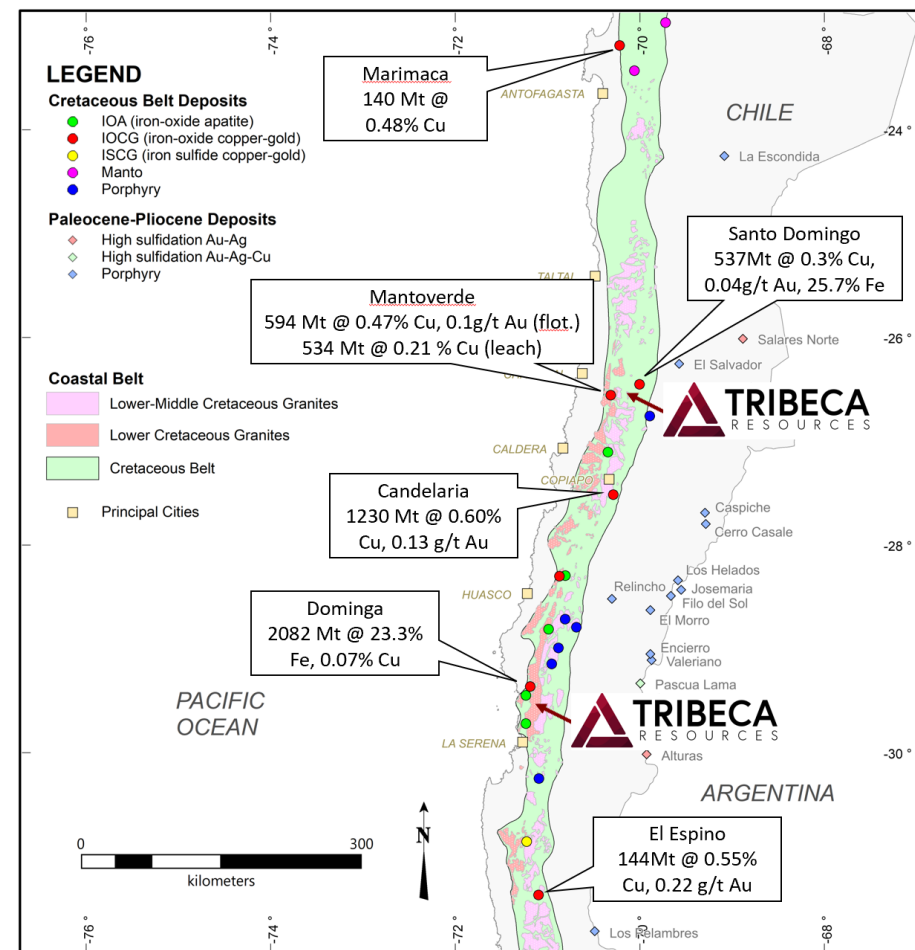 -76
-72
-70
-68
-24
-26
-28
-30
-76
-72
-70
-68
LEGEND
Cretaceous Belt Deposits
IOA (iron-oxide apatite)
IOCG (iron-oxide copper-gold)
ISCG (iron sulfide copper-gold)
Manto
Porphyry
Paleocene-Pliocene Deposits
High sulfidation Au-Ag
High sulfidation Au-Ag-Cu
Porphyry
Coastal Belt
Lower-Middle Cretaceous Granites
Lower Cretaceous Granites
Cretaceous Belt
Principal Cities
Marimaca
140 Mt @
0.48% Cu
ANTOFAGASTA
CHILE
La Escondida
Santo Domingo
537Mt @ 0.3% Cu,
0.04g/t Au, 25.7% Fe
TALTAL
Mantoverde
594 Mt @ 0.47% Cu, 0.1g/t Au (flot.)
534 Mt @ 0.21 % Cu (leach)
Salares Norte
El Salvador
TRIBECA
RESOURCES
CALDERA
COPIAPO
Candelaria
1230 Mt @ 0.60%
Cu, 0.13 g/t Au
Caspiche
Cerro Casale
Los Helados
Josemaria
Relincho
Filo del Sol
El Morro
HUASCO
Dominga
2082 Mt @ 23.3%
Fe, 0.07% Cu
Encierro
Valeriano
Pascua Lama
PACIFIC
OCEAN
TRIBECA
RESOURCES
LA SERENA
Alturas
ARGENTINA
N
0
300
kilometers
El Espino
144Mt @ 0.55%
Cu, 0.22 g/t Au
Los Pelambres